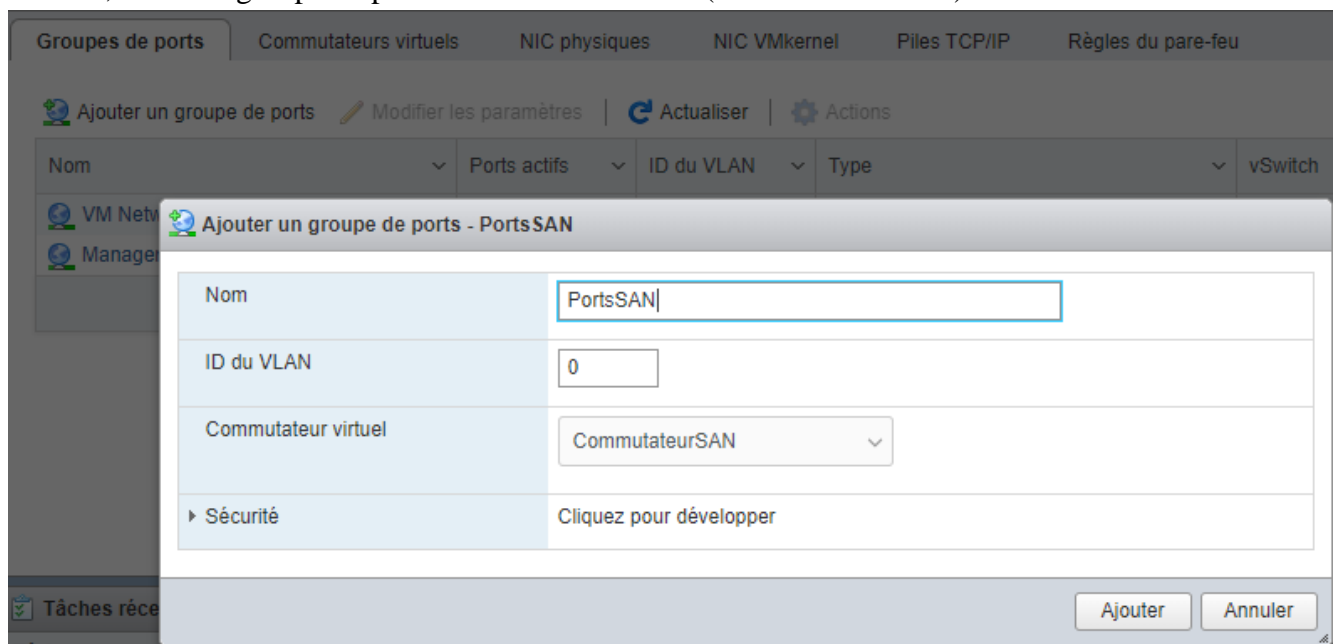 Groupes de ports Commutateurs virtuels NIC physiques NIC VMkernel Piles TCP/IP Règles du pare-feu
Ajouter un groupe de ports Modifier les paramètres Actualiser Actions
Nom Ports actifs ID du VLAN Type vSwitch
VM Netw
Manager
Ajouter un groupe de ports - PortsSAN
Nom PortsSAN
ID du VLAN 0
Commutateur virtuel CommutateurSAN
Sécurité Cliquez pour développer
Ajouter Annuler
Tâches réce